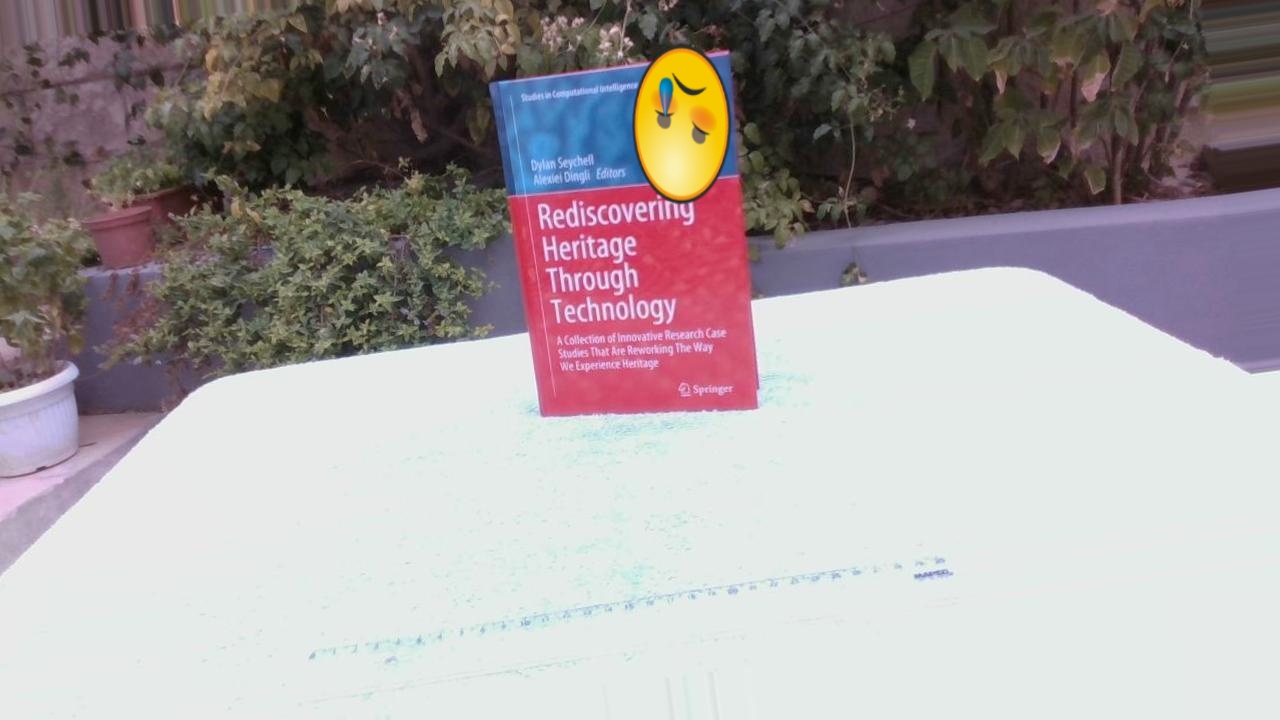 Studies in Computational Intelligence
Dylan Seychell
Alexiei Dingli Editors
Rediscovering
Heritage
Through
Technology
A Collection of Innovative Research Case
Studies That Are Reworking The Way
We Experience Heritage
Springer